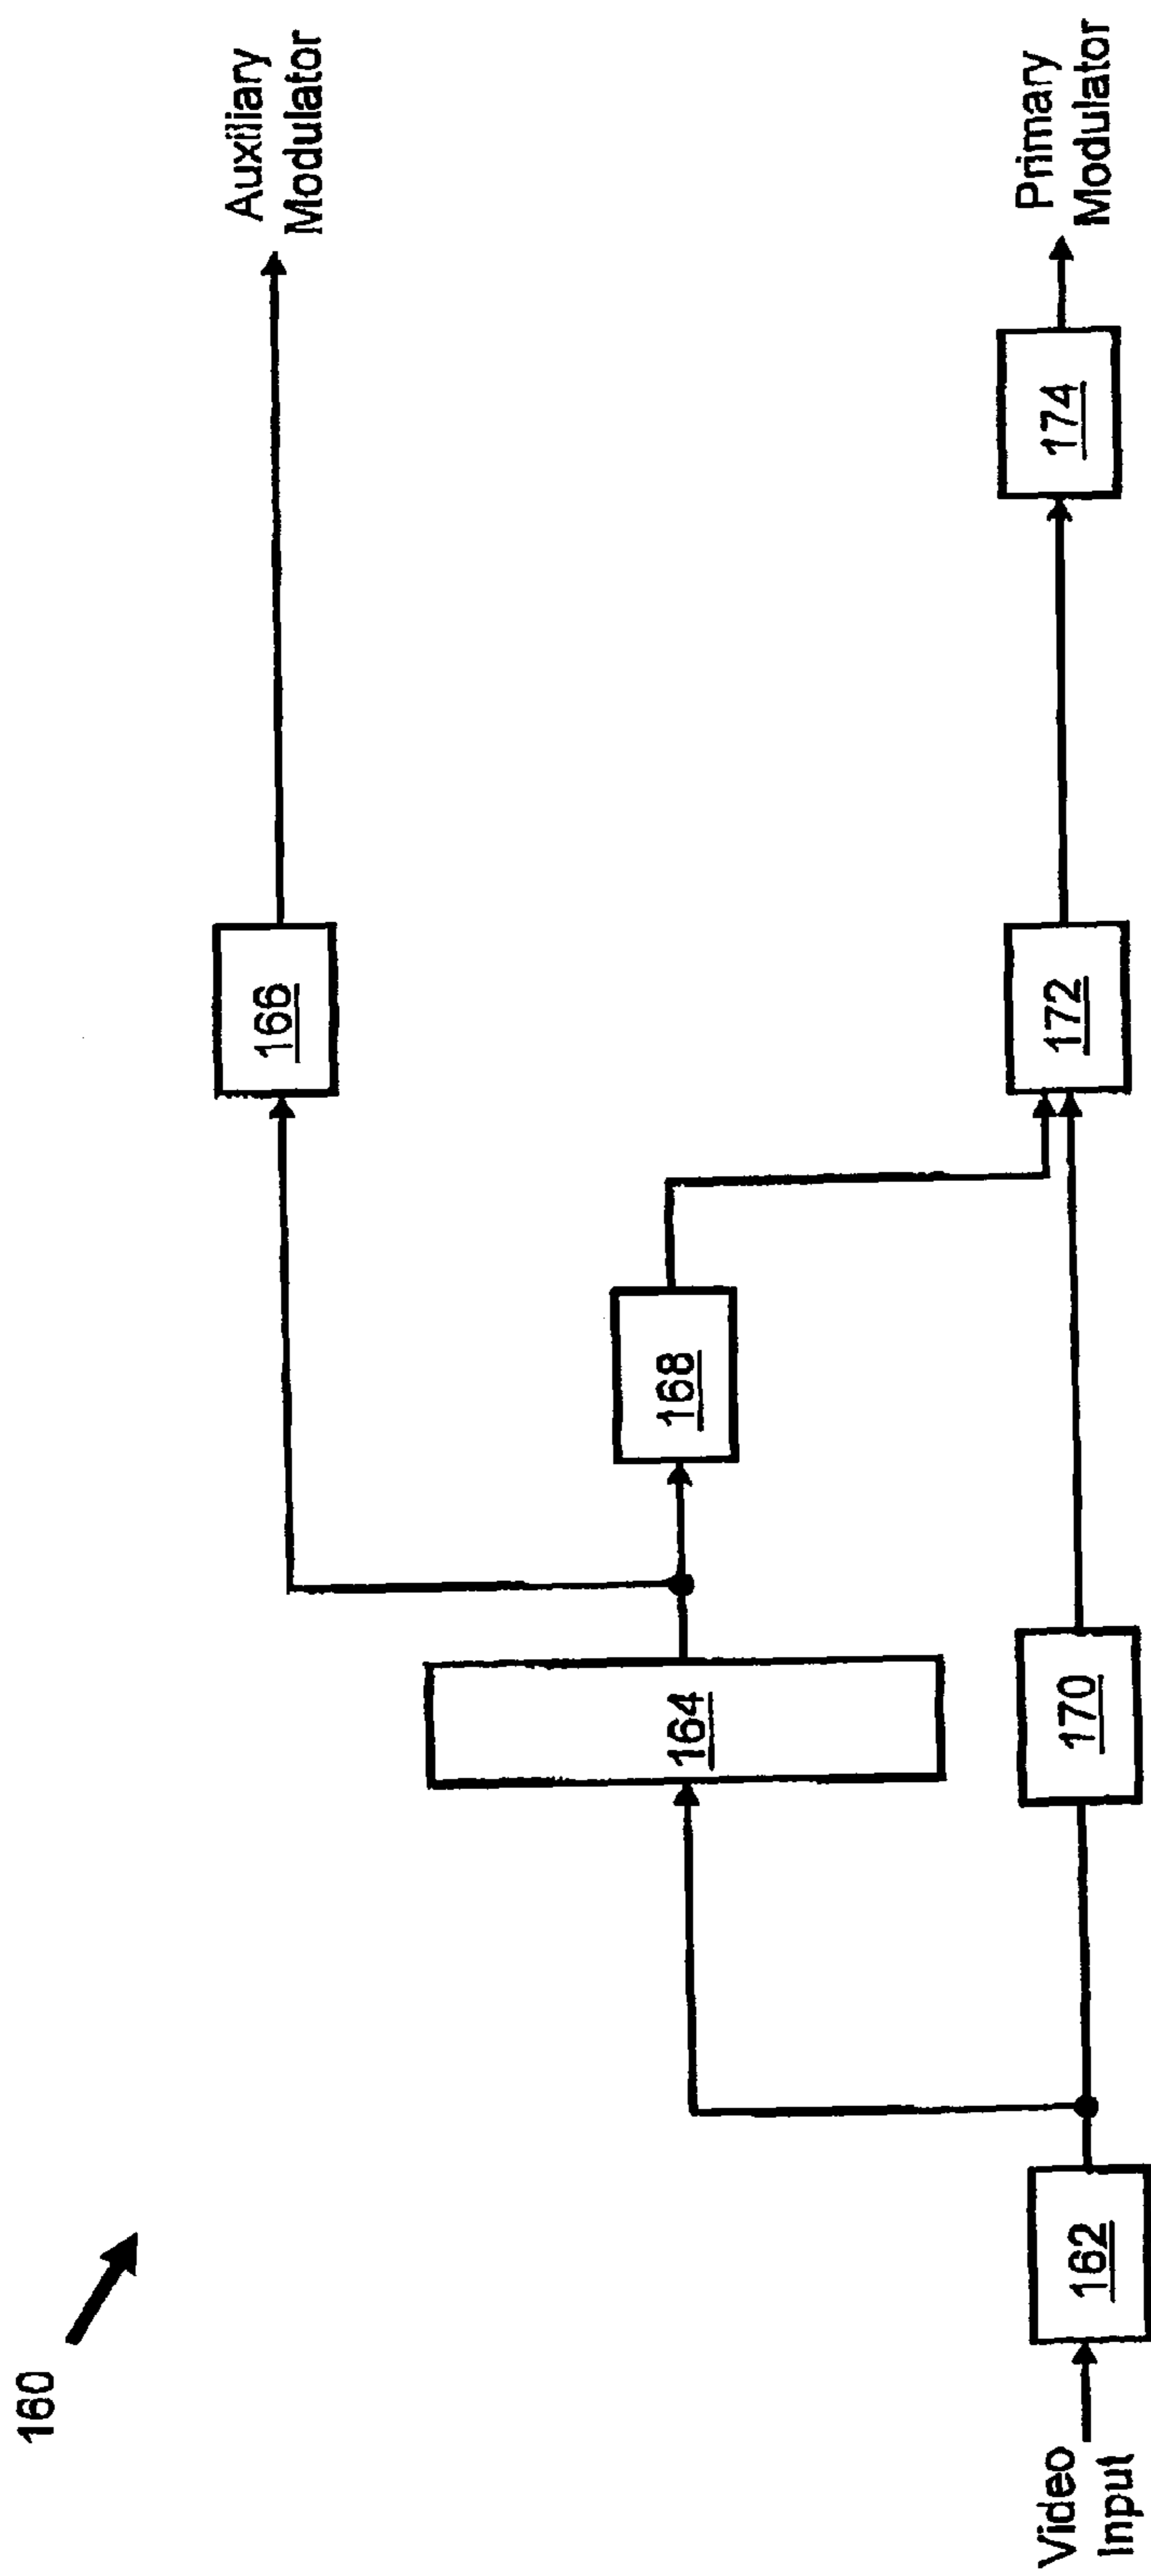 160
Auxiliary
Modulator
166
168
164
Video
Input
162
170
172
174
Primary
Modulator